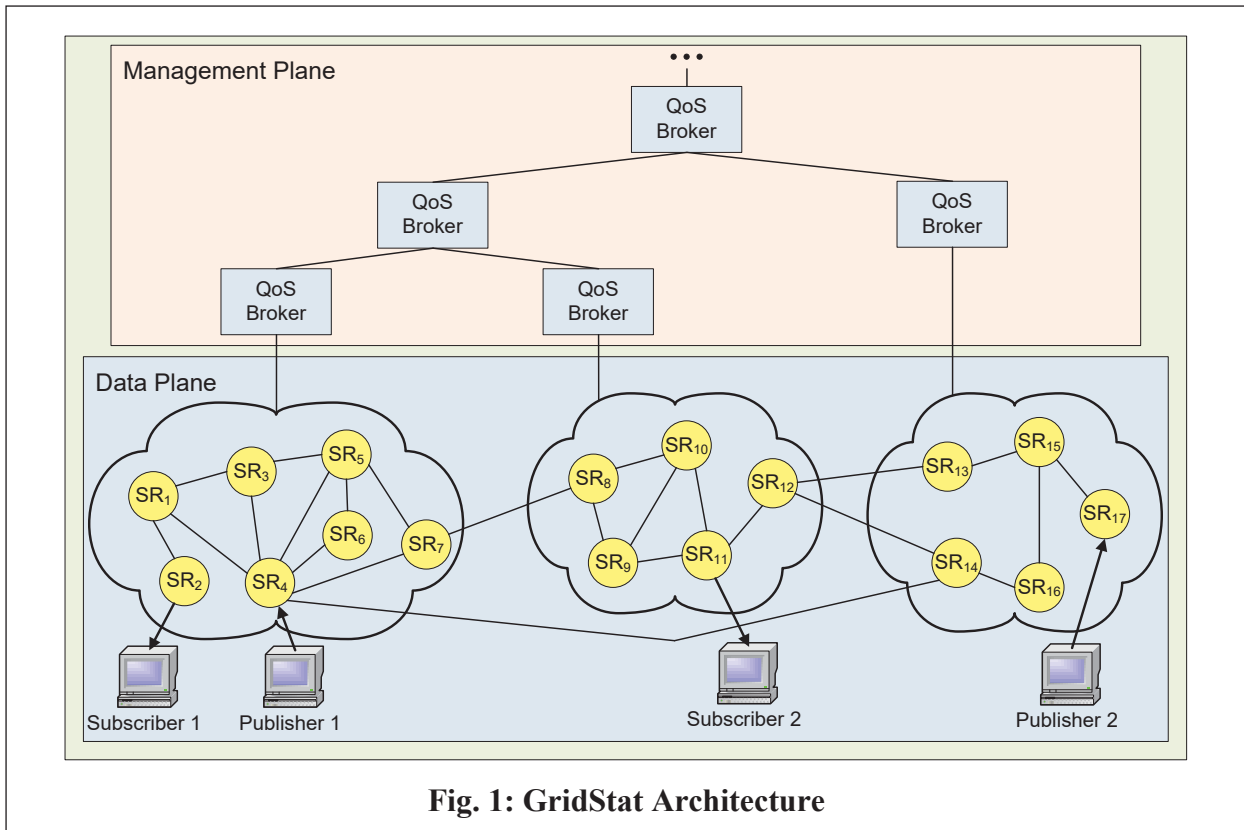 Management Plane
•••
QoS
Broker
QoS
Broker
QoS
Broker
QoS
Broker
QoS
Broker
Data Plane
SR₁
SR₂
SR₃
SR₄
SR₅
SR₆
SR₇
SR₈
SR₉
SR₁₀
SR₁₁
SR₁₂
SR₁₃
SR₁₄
SR₁₅
SR₁₆
SR₁₇
Subscriber 1
Publisher 1
Subscriber 2
Publisher 2
Fig. 1: GridStat Architecture